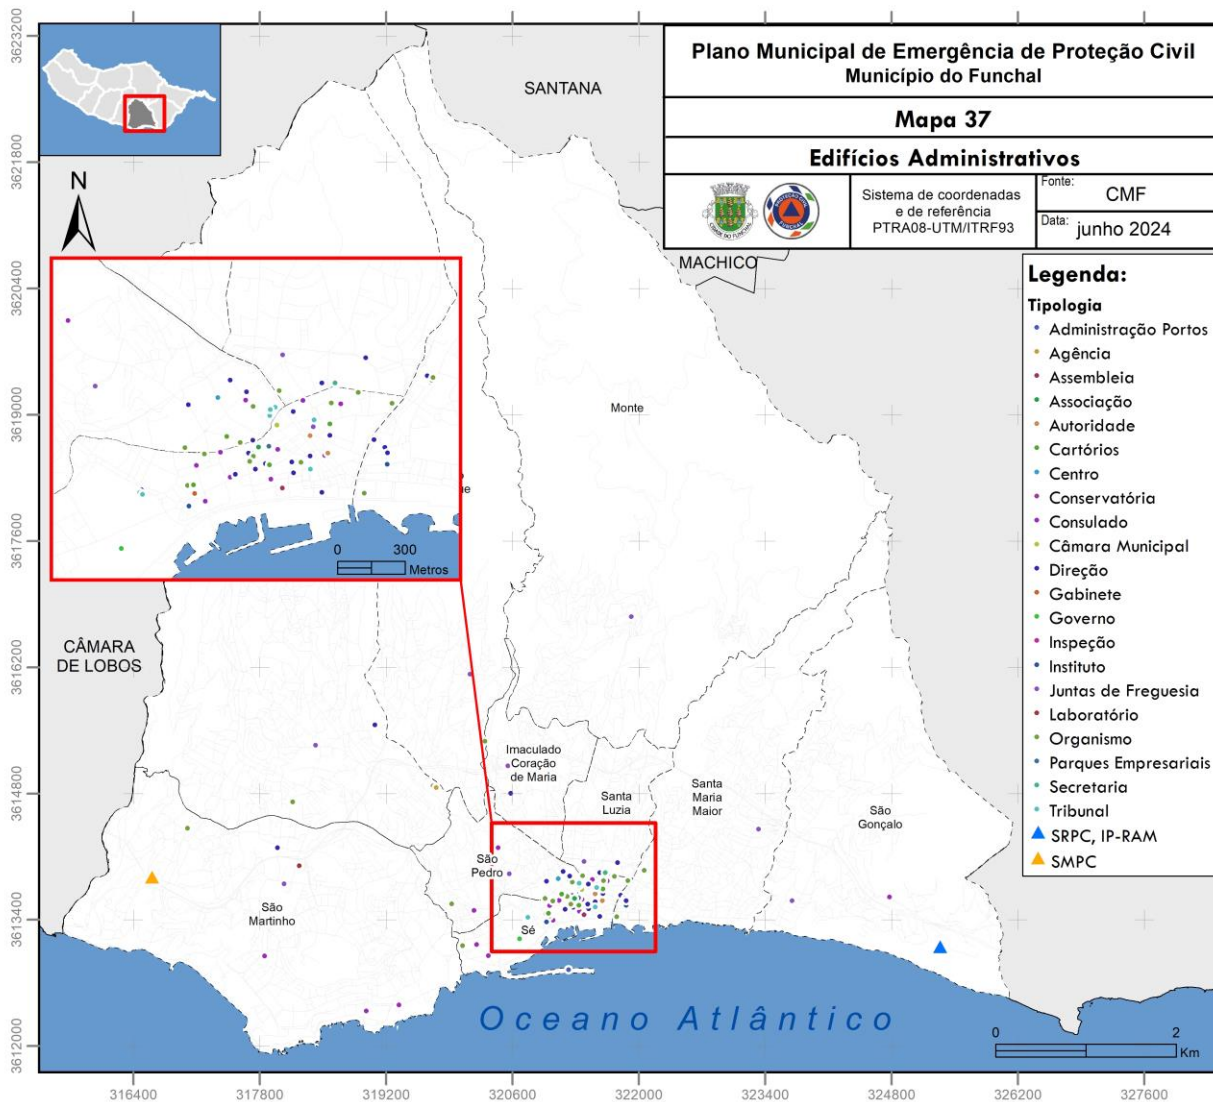 Plano Municipal de Emergência de Proteção Civil
Município do Funchal
Mapa 37
Edifícios Administrativos
Sistema de coordenadas
e de referência
PTRA08-UTM/ITRF93
Fonte:
CMF
Data:
junho 2024
Legenda:
Tipologia
Administração Portos
Agência
Assembleia
Associação
Autoridade
Cartórios
Centro
Conservatória
Consulado
Câmara Municipal
Direção
Gabinete
Governo
Inspeção
Instituto
Juntas de Freguesia
Laboratório
Organismo
Parques Empresariais
Secretaria
Tribunal
SRPC, IP-RAM
SMPC
SANTANA
MACHICO
N
Monte
ue
0 300
Metros
CÂMARA
DE LOBOS
Imaculado
Coração
de Maria
Santa
Luzia
Santa
Maria
Maior
São
Gonçalo
São
Pedro
São
Martinho
Sé
Oceano Atlântico
0 2
Km
3623200
3621800
3620400
3619000
3617600
3616200
3614800
3613400
3612000
316400 317800 319200 320600 322000 323400 324800 326200 327600